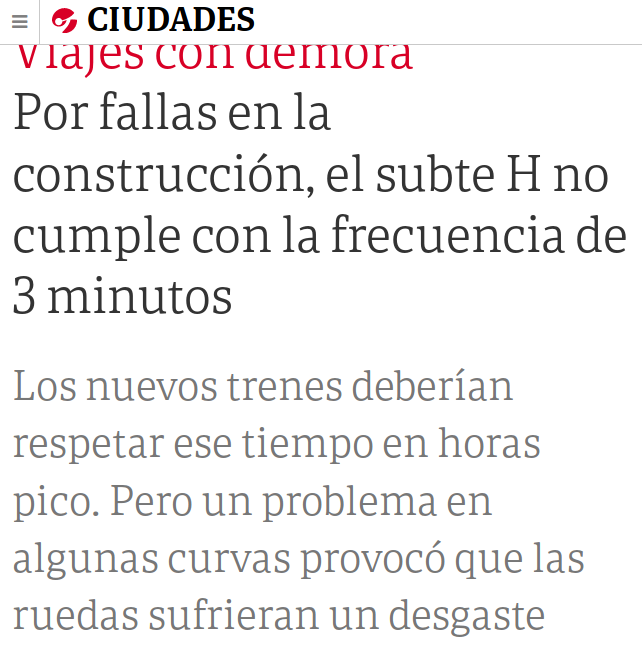 CIUDADES
Viajes con demora
Por fallas en la
construcción, el subte H no
cumple con la frecuencia de
3 minutos
Los nuevos trenes deberían
respetar ese tiempo en horas
pico. Pero un problema en
algunas curvas provocó que las
ruedas sufrieran un desgaste